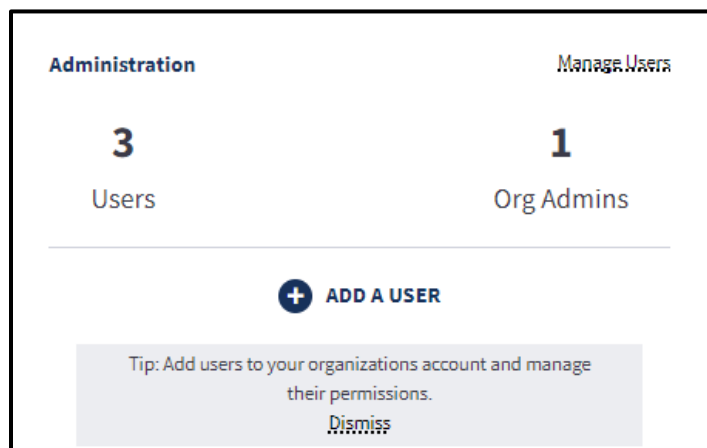 Administration
Manage Users
3
1
Users
Org Admins
ADD A USER
Tip: Add users to your organizations account and manage
their permissions.
Dismiss